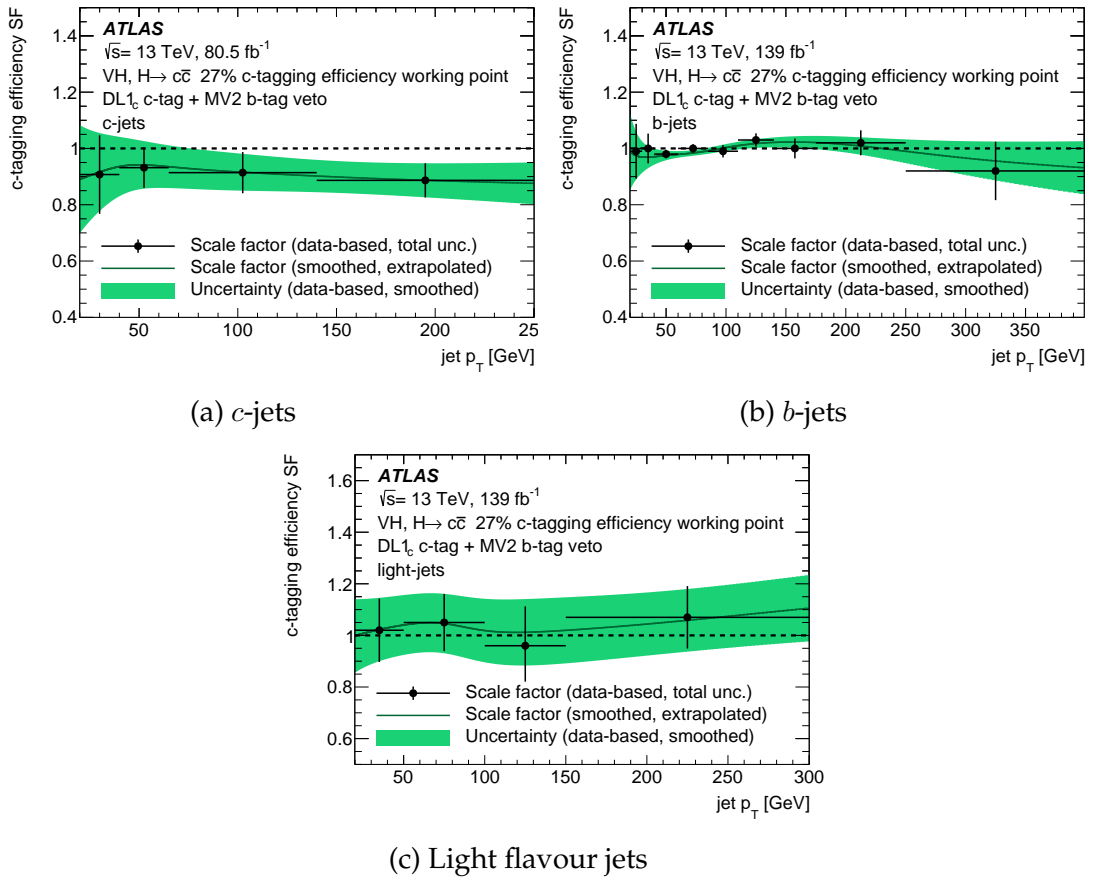 ATLAS
√s= 13 TeV, 80.5 fb⁻¹
VH, H→ cc̅ 27% c-tagging efficiency working point
DL1c c-tag + MV2 b-tag veto
c-jets
Scale factor (data-based, total unc.)
Scale factor (smoothed, extrapolated)
Uncertainty (data-based, smoothed)
c-tagging efficiency SF
1.4
1.2
1
0.8
0.6
0.4
50 100 150 200 250
jet pT [GeV]
(a) c-jets
ATLAS
√s= 13 TeV, 139 fb⁻¹
VH, H→ cc̅ 27% c-tagging efficiency working point
DL1c c-tag + MV2 b-tag veto
b-jets
Scale factor (data-based, total unc.)
Scale factor (smoothed, extrapolated)
Uncertainty (data-based, smoothed)
c-tagging efficiency SF
1.4
1.2
1
0.8
0.6
0.4
50 100 150 200 250 300 350
jet pT [GeV]
(b) b-jets
ATLAS
√s= 13 TeV, 139 fb⁻¹
VH, H→ cc̅ 27% c-tagging efficiency working point
DL1c c-tag + MV2 b-tag veto
light-jets
Scale factor (data-based, total unc.)
Scale factor (smoothed, extrapolated)
Uncertainty (data-based, smoothed)
c-tagging efficiency SF
1.6
1.4
1.2
1
0.8
0.6
50 100 150 200 250 300
jet pT [GeV]
(c) Light flavour jets